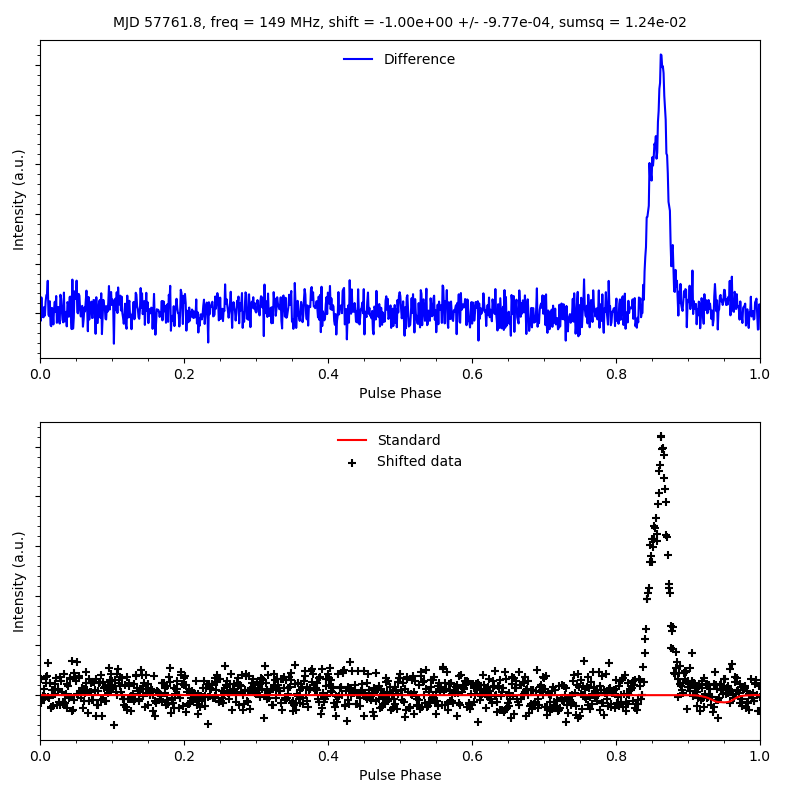 MJD 57761.8, freq = 149 MHz, shift = -1.00e+00 +/- -9.77e-04, sumsq = 1.24e-02
Difference
Intensity (a.u.)
0.0 0.2 0.4 0.6 0.8 1.0
Pulse Phase
Standard
Shifted data
Intensity (a.u.)
0.0 0.2 0.4 0.6 0.8 1.0
Pulse Phase